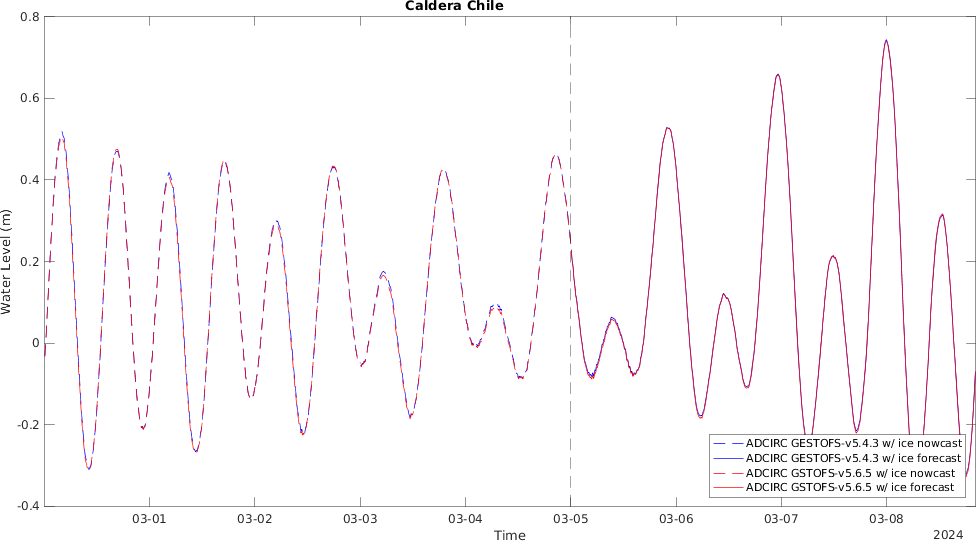 Caldera Chile
0.8
0.6
0.4
0.2
0
-0.2
-0.4
Water Level (m)
ADCIRC GESTOFS-v5.4.3 w/ ice nowcast
ADCIRC GESTOFS-v5.4.3 w/ ice forecast
ADCIRC GSTOFS-v5.6.5 w/ ice nowcast
ADCIRC GSTOFS-v5.6.5 w/ ice forecast
03-01 03-02 03-03 03-04 03-05 03-06 03-07 03-08
Time 2024